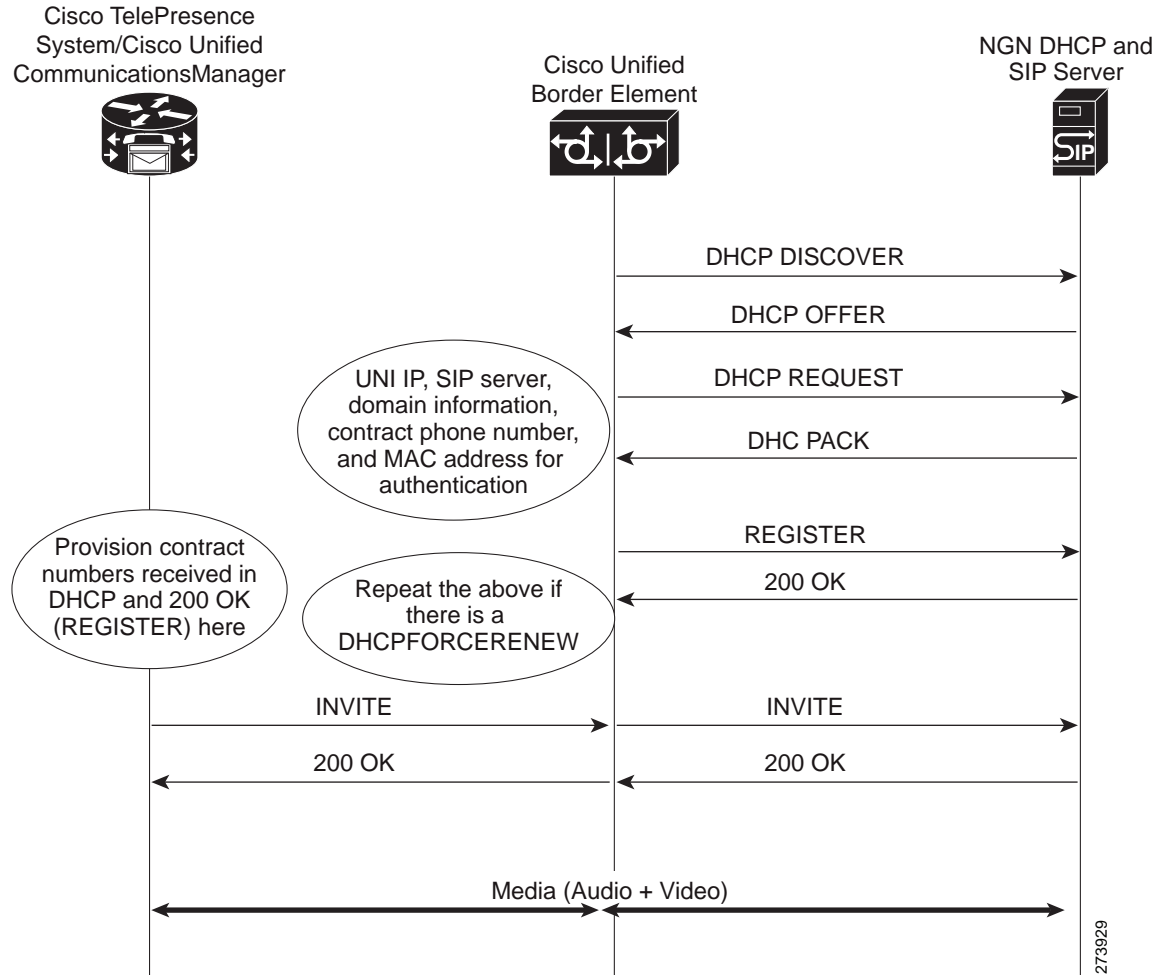 Cisco TelePresence
System/Cisco Unified
CommunicationsManager
Cisco Unified
Border Element
NGN DHCP and
SIP Server
SIP
DHCP DISCOVER
DHCP OFFER
UNI IP, SIP server,
domain information,
contract phone number,
and MAC address for
authentication
DHCP REQUEST
DHC PACK
REGISTER
Provision contract
numbers received in
DHCP and 200 OK
(REGISTER) here
200 OK
Repeat the above if
there is a
DHCPFORCERENEW
INVITE
INVITE
200 OK
200 OK
Media (Audio + Video)
273929